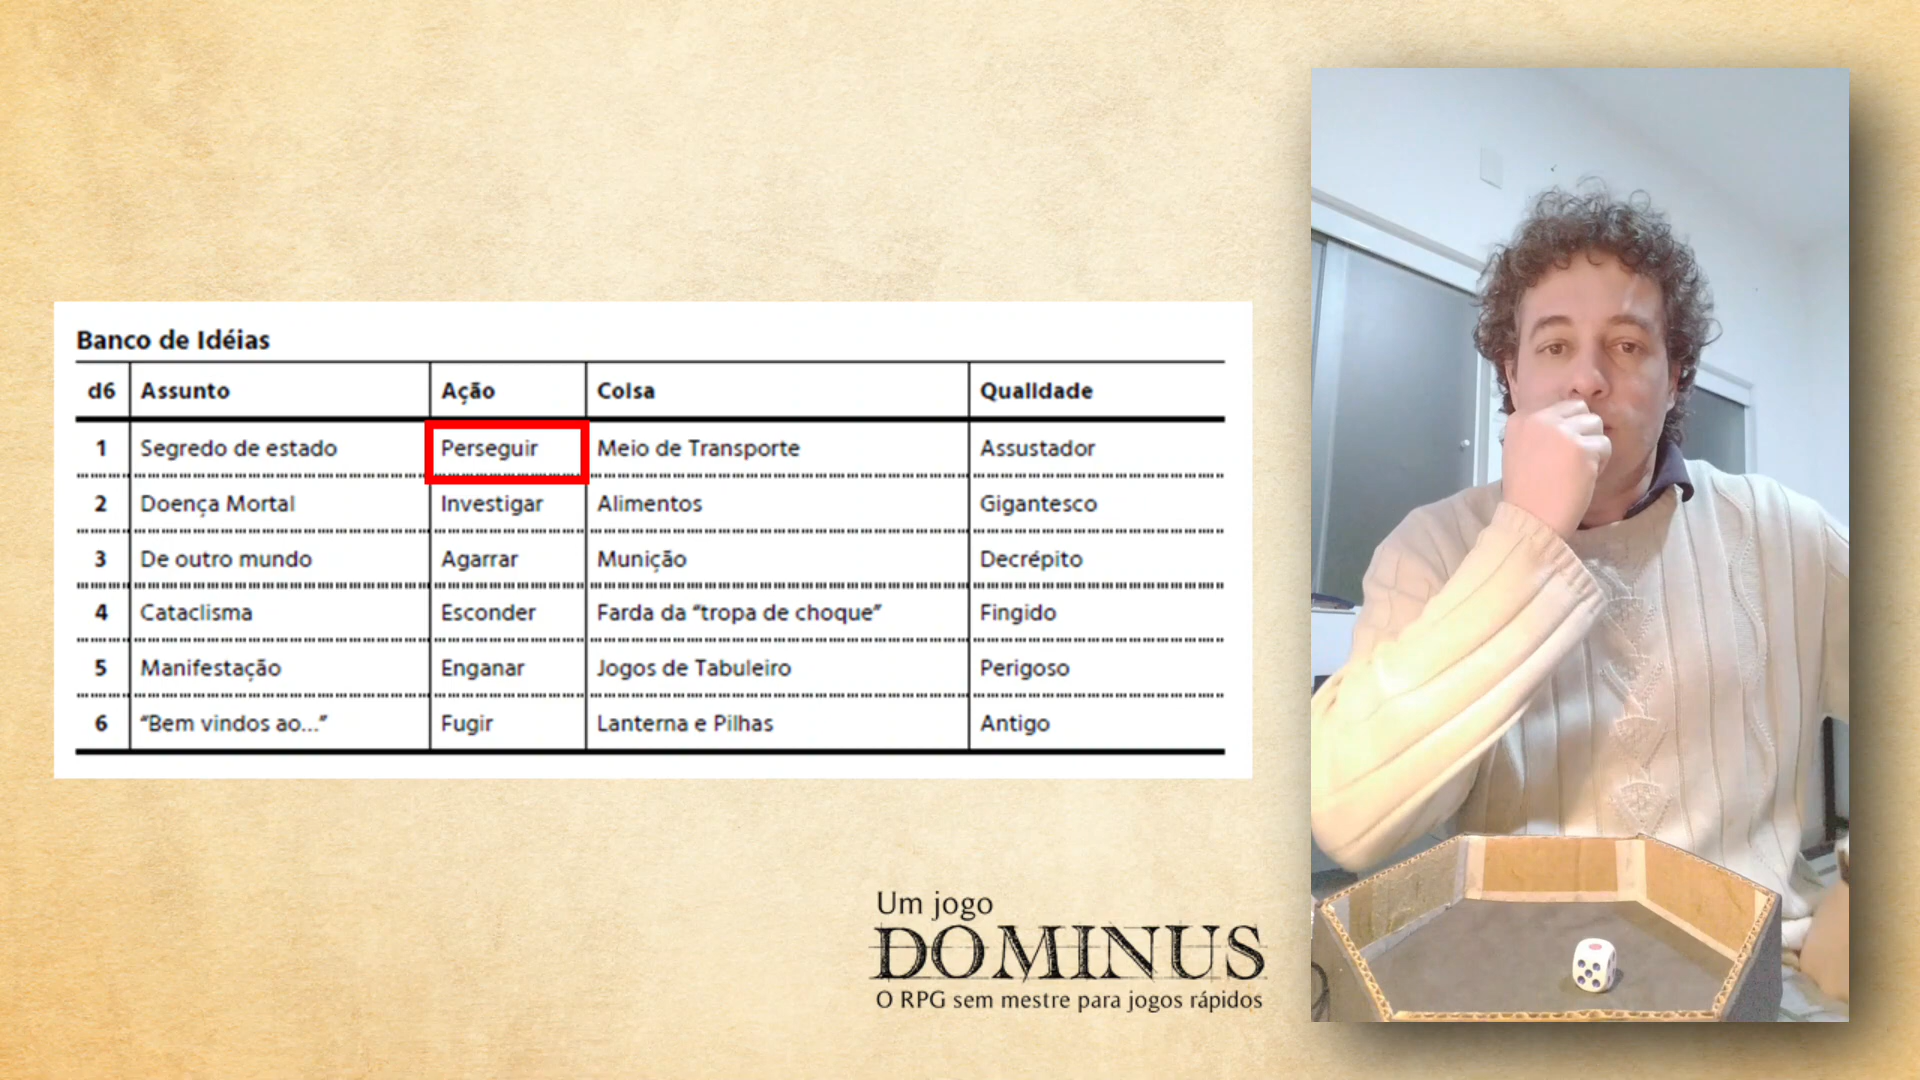 Banco de Idéias
d6 Assunto Ação Coisa Qualidade
1 Segredo de estado Perseguir Meio de Transporte Assustador
2 Doença Mortal Investigar Alimentos Gigantesco
3 De outro mundo Agarrar Munição Decrépito
4 Cataclisma Esconder Farda da “tropa de choque” Fingido
5 Manifestação Enganar Jogos de Tabuleiro Perigoso
6 “Bem vindos ao...” Fugir Lanterna e Pilhas Antigo
Um jogo
DOMINUS
O RPG sem mestre para jogos rápidos